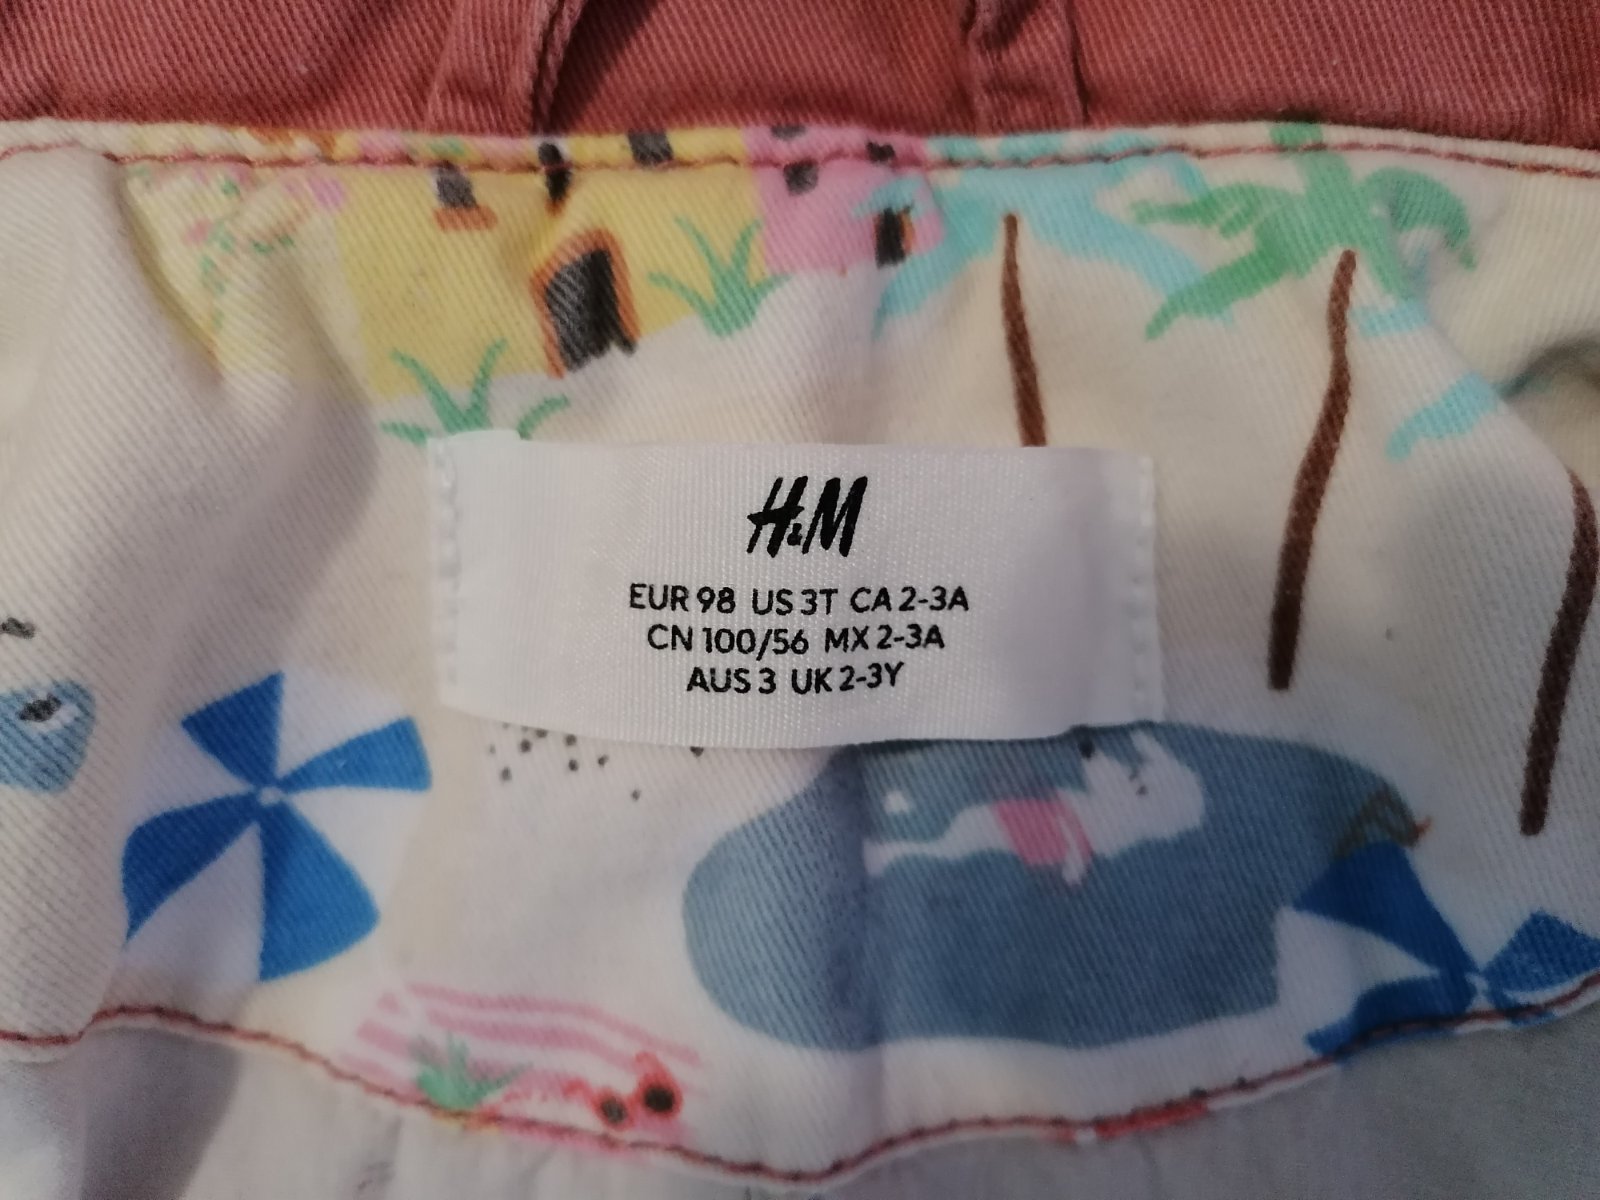 H&M
EUR 98 US 3T CA 2-3A
CN 100/56 MX 2-3A
AUS 3 UK 2-3Y